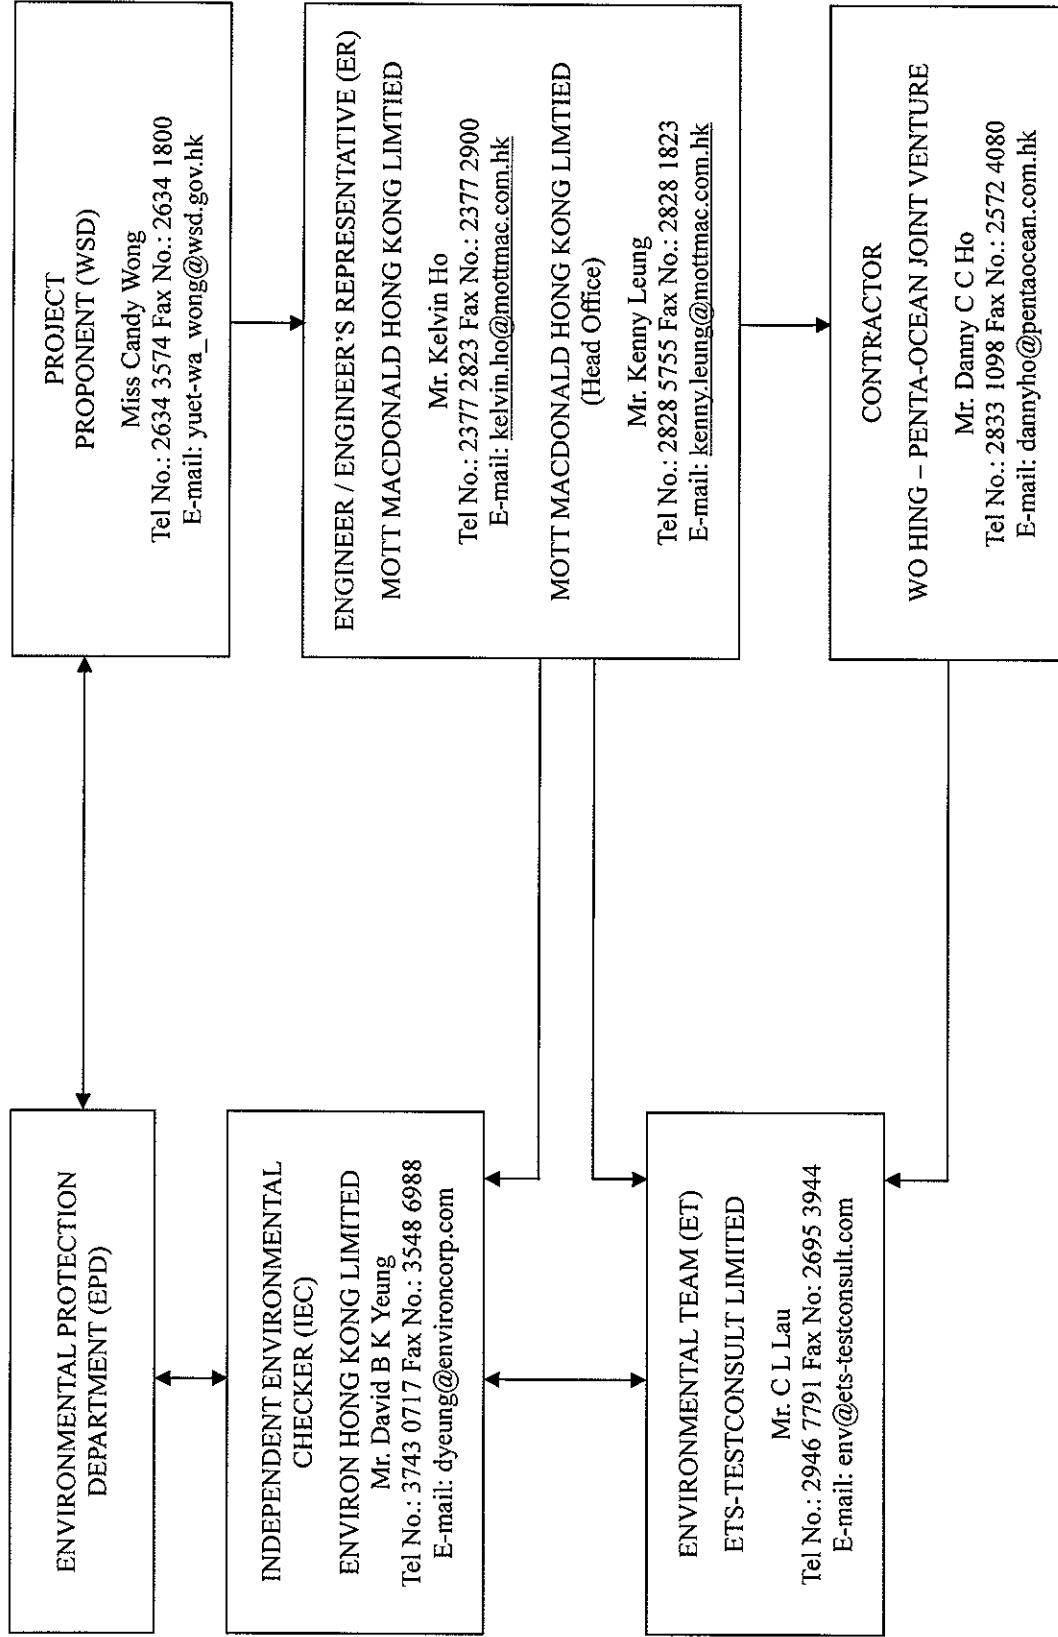 ENVIRONMENTAL PROTECTION
DEPARTMENT (EPD)
PROJECT
PROPONENT (WSD)
Miss Candy Wong
Tel No.: 2634 3574 Fax No.: 2634 1800
E-mail: yuet-wa_wong@wsd.gov.hk
INDEPENDENT ENVIRONMENTAL
CHECKER (IEC)
ENVIRON HONG KONG LIMITED
Mr. David B K Yeung
Tel No.: 3743 0717 Fax No.: 3548 6988
E-mail: dyeung@environcorp.com
ENGINEER / ENGINEER'S REPRESENTATIVE (ER)
MOTT MACDONALD HONG KONG LIMTIED
Mr. Kelvin Ho
Tel No.: 2377 2823 Fax No.: 2377 2900
E-mail: kelvin.ho@mottmac.com.hk
MOTT MACDONALD HONG KONG LIMTIED
(Head Office)
Mr. Kenny Leung
Tel No.: 2828 5755 Fax No.: 2828 1823
E-mail: kenny.leung@mottmac.com.hk
ENVIRONMENTAL TEAM (ET)
ETS-TESTCONSULT LIMITED
Mr. C L Lau
Tel No.: 2946 7791 Fax No: 2695 3944
E-mail: env@ets-testconsult.com
CONTRACTOR
WO HING – PENTA-OCEAN JOINT VENTURE
Mr. Danny C C Ho
Tel No.: 2833 1098 Fax No.: 2572 4080
E-mail: dannyho@pentaocean.com.hk